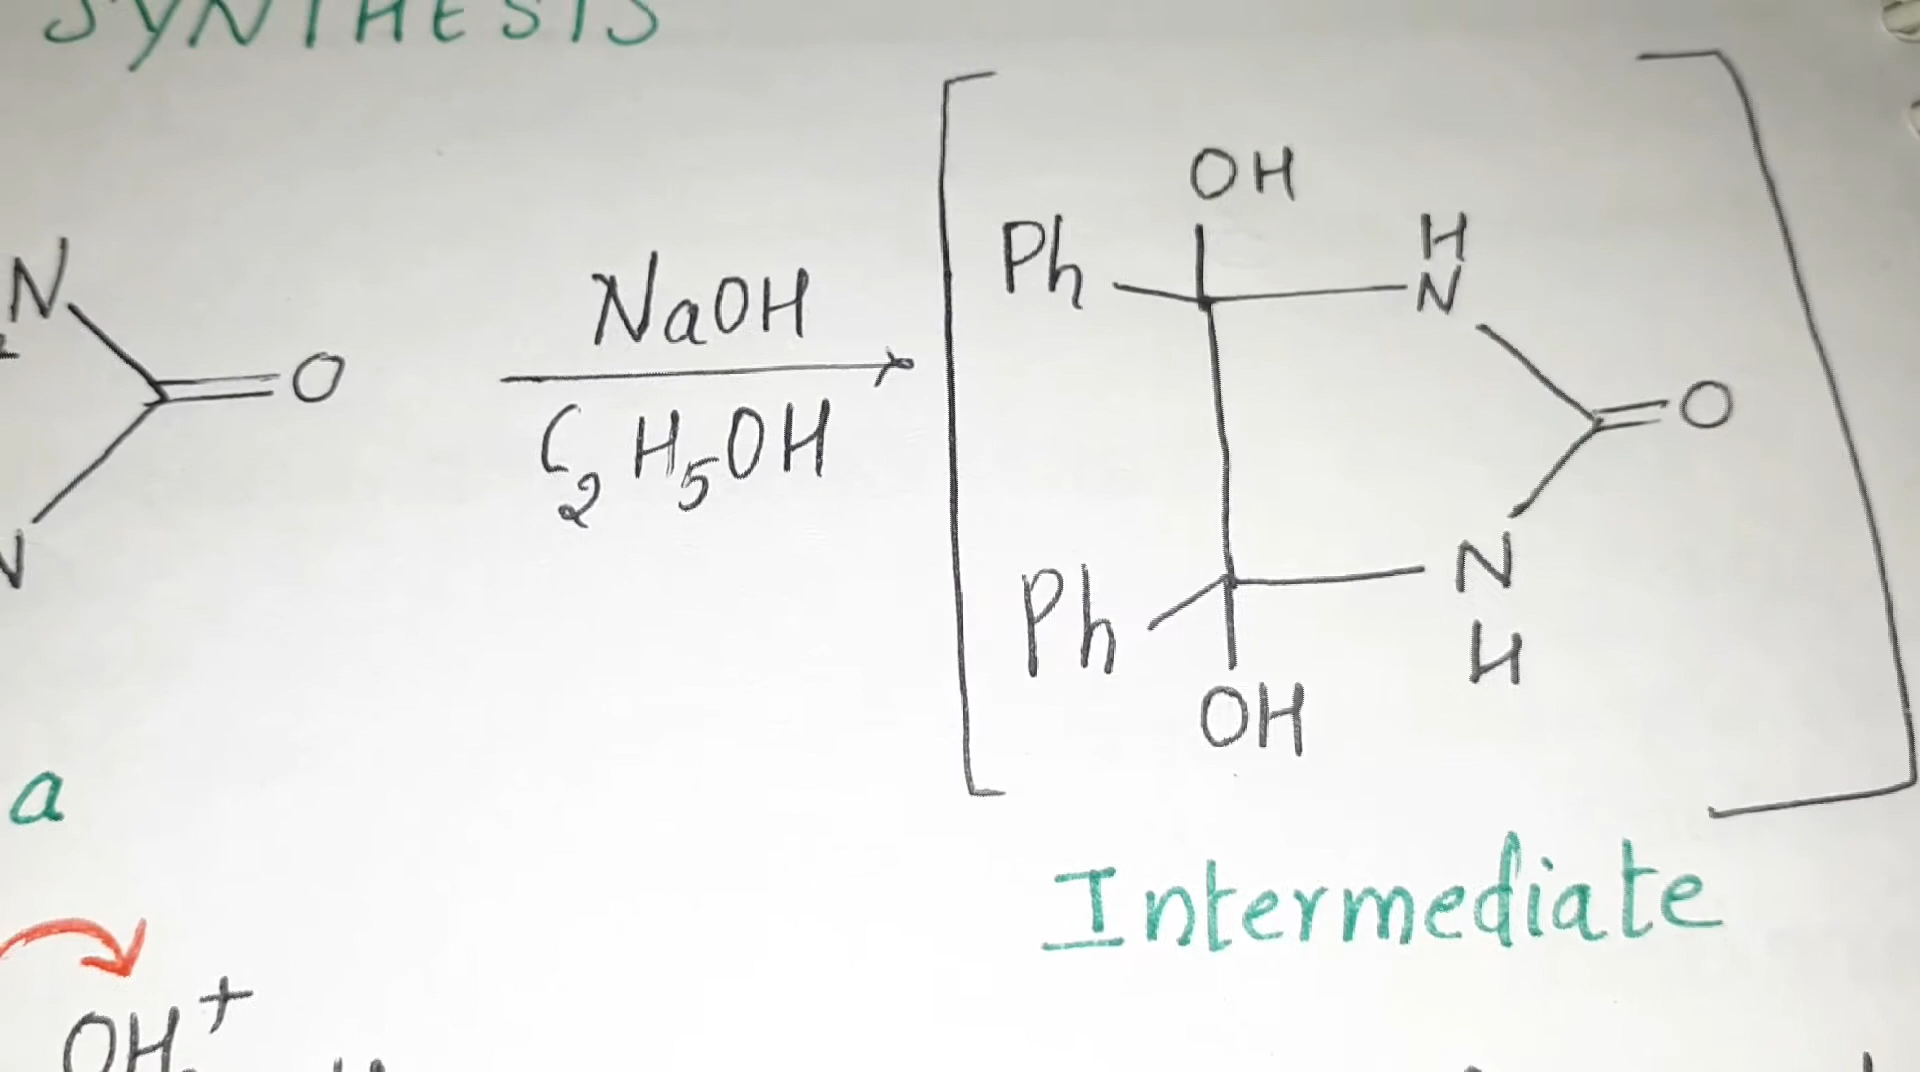 SYNTHESIS
OH
Ph
H
N
N
NaOH
O
O
C2H5OH
Ph
N
N
H
OH
a
Intermediate
OH+